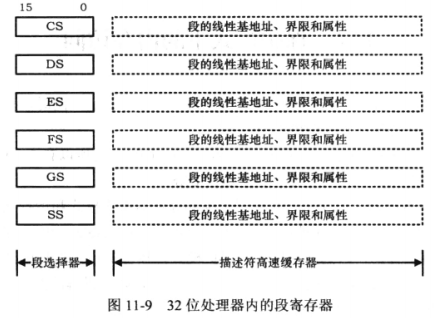 15 0
CS 段的线性基地址、界限和属性
DS 段的线性基地址、界限和属性
ES 段的线性基地址、界限和属性
FS 段的线性基地址、界限和属性
GS 段的线性基地址、界限和属性
SS 段的线性基地址、界限和属性
段选择器 描述符高速缓存器
图 11-9 32 位处理器内的段寄存器